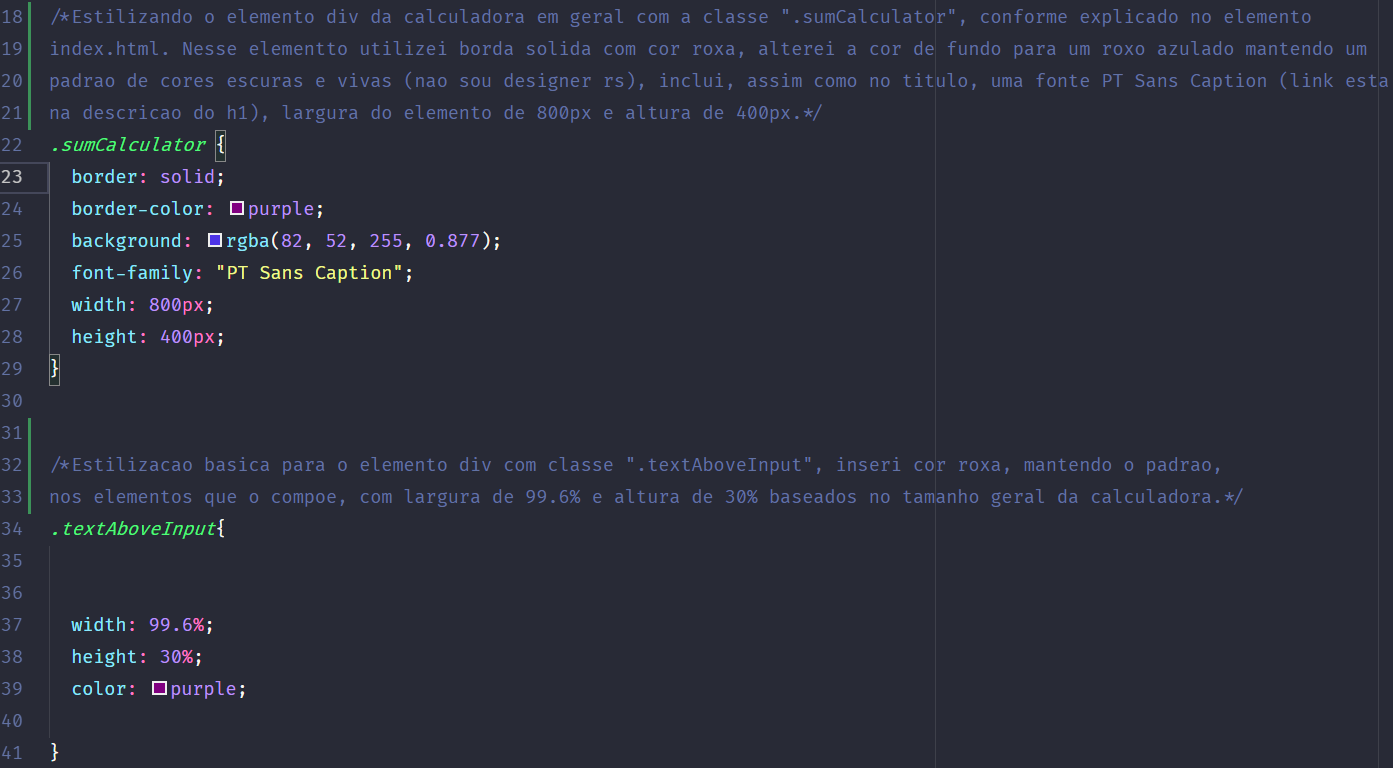 18 /*Estilizando o elemento div da calculadora em geral com a classe ".sumCalculator", conforme explicado no elemento
19 index.html. Nesse elementto utilizei borda solida com cor roxa, alterei a cor de fundo para um roxo azulado mantendo um
20 padrao de cores escuras e vivas (nao sou designer rs), inclui, assim como no titulo, uma fonte PT Sans Caption (link esta
21 na descricao do h1), largura do elemento de 800px e altura de 400px.*/
22 .sumCalculator {
23 border: solid;
24 border-color: purple;
25 background: rgba(82, 52, 255, 0.877);
26 font-family: "PT Sans Caption";
27 width: 800px;
28 height: 400px;
29 }
30
31
32 /*Estilizacao basica para o elemento div com classe ".textAboveInput", inseri cor roxa, mantendo o padrao,
33 nos elementos que o compoe, com largura de 99.6% e altura de 30% baseados no tamanho geral da calculadora.*/
34 .textAboveInput{
35
36
37 width: 99.6%;
38 height: 30%;
39 color: purple;
40
41 }